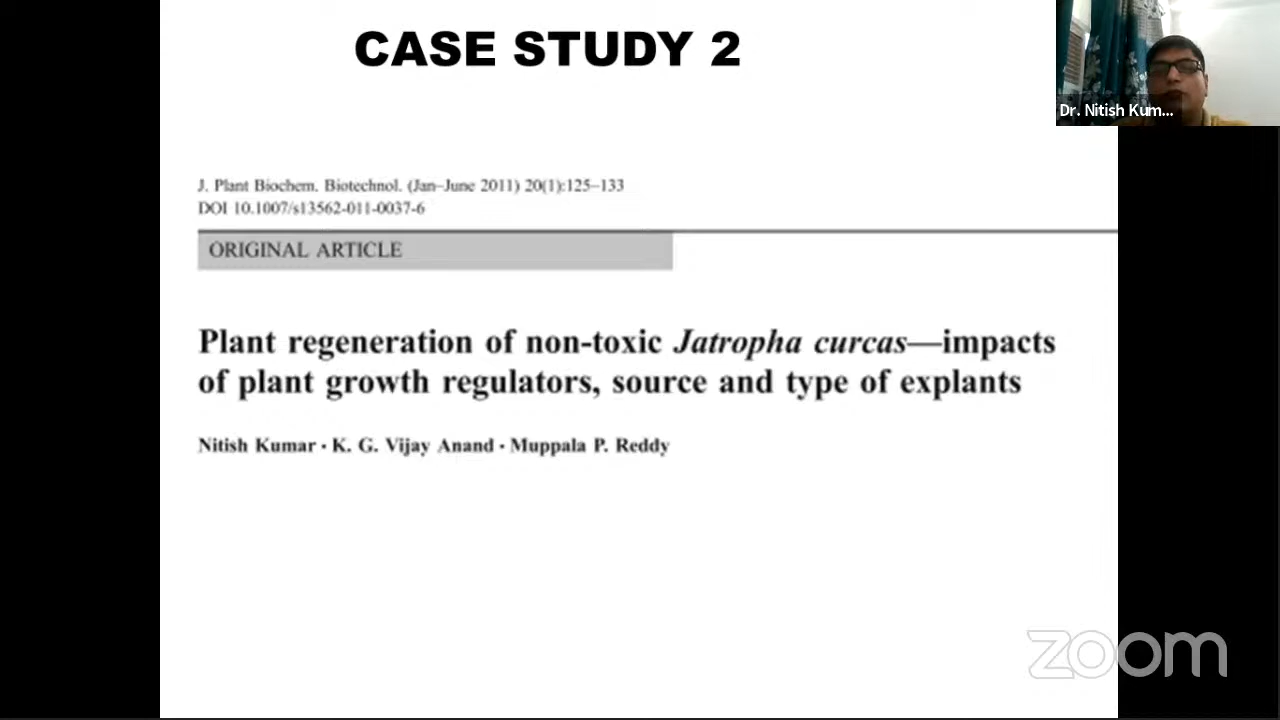 CASE STUDY 2
Dr. Nitish Kum...
J. Plant Biochem. Biotechnol. (Jan–June 2011) 20(1):125–133
DOI 10.1007/s13562-011-0037-6
ORIGINAL ARTICLE
Plant regeneration of non-toxic Jatropha curcas—impacts
of plant growth regulators, source and type of explants
Nitish Kumar · K. G. Vijay Anand · Muppala P. Reddy
zoom